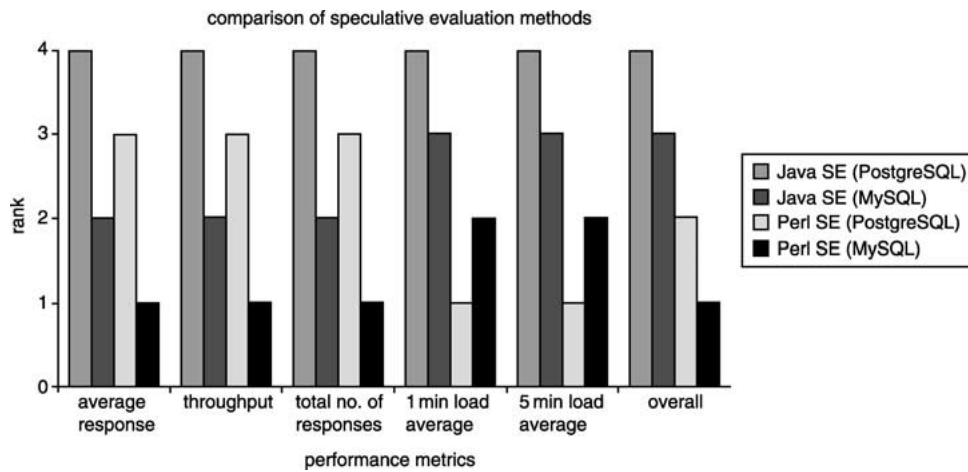 comparison of speculative evaluation methods
4
3
2
1
0
rank
average response
throughput
total no. of responses
1 min load average
5 min load average
overall
performance metrics
Java SE (PostgreSQL)
Java SE (MySQL)
Perl SE (PostgreSQL)
Perl SE (MySQL)